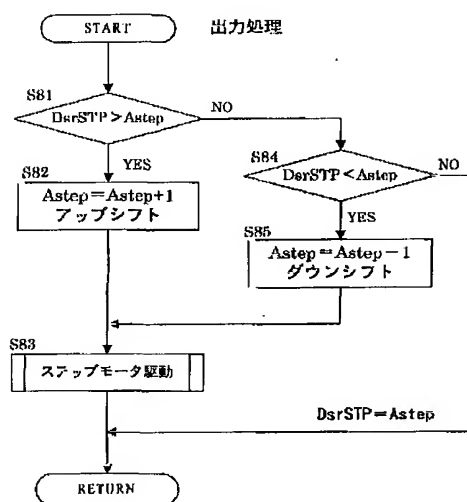 START
出力処理
S81
DsrSTP>Astep
NO
YES
S82
Astep=Astep+1
アップシフト
S84
DsrSTP<Astep
NO
YES
S85
Astep=Astep-1
ダウンシフト
S83
ステップモータ駆動
DsrSTP=Astep
RETURN